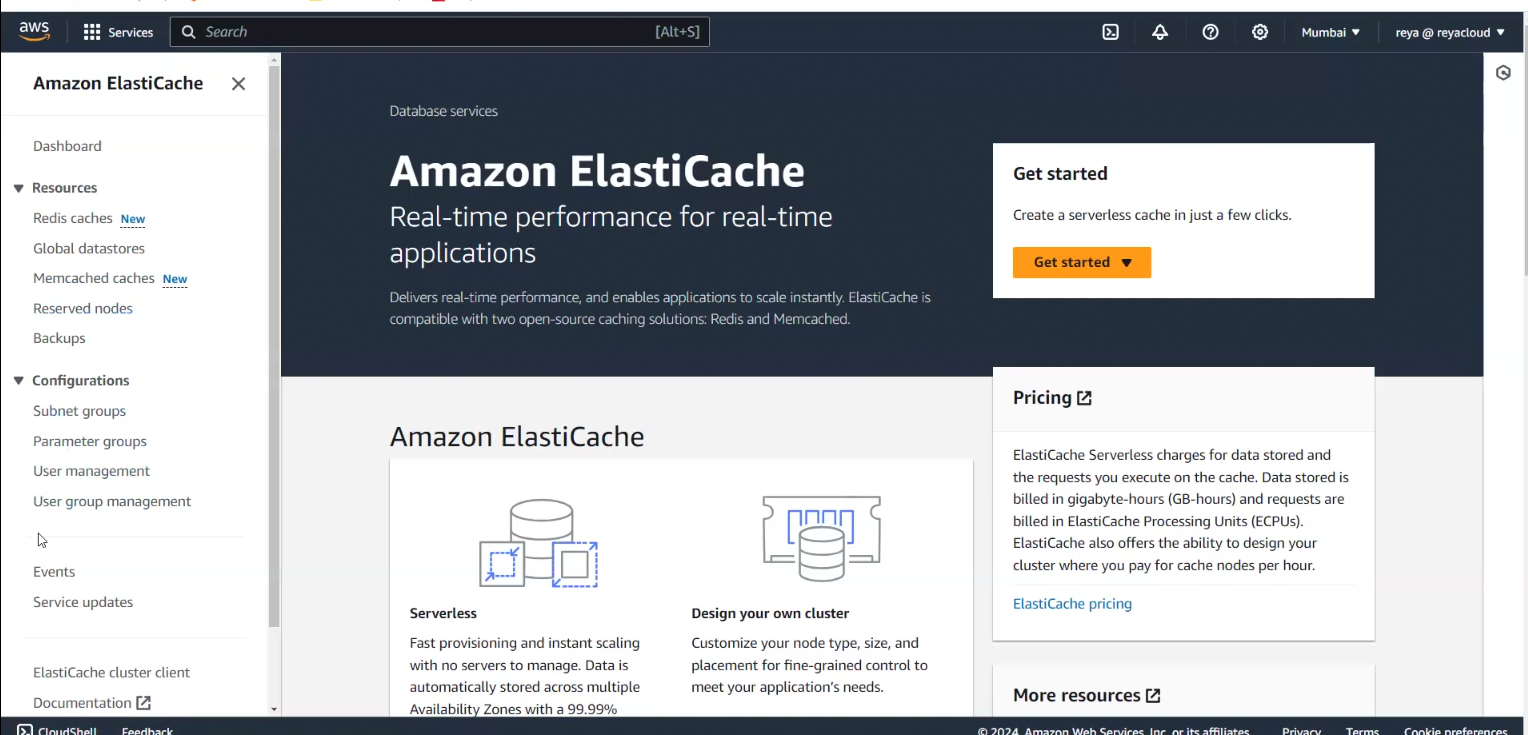 aws
Services
Search [Alt+S]
Mumbai ▼
reya @ reyacloud ▼
Amazon ElastiCache
Dashboard
Resources
Redis caches New
Global datastores
Memcached caches New
Reserved nodes
Backups
Configurations
Subnet groups
Parameter groups
User management
User group management
Events
Service updates
ElastiCache cluster client
Documentation
Database services
Amazon ElastiCache
Real-time performance for real-time
applications
Delivers real-time performance, and enables applications to scale instantly. ElastiCache is
compatible with two open-source caching solutions: Redis and Memcached.
Get started
Create a serverless cache in just a few clicks.
Get started ▼
Amazon ElastiCache
Serverless
Fast provisioning and instant scaling
with no servers to manage. Data is
automatically stored across multiple
Availability Zones with a 99.99%
Design your own cluster
Customize your node type, size, and
placement for fine-grained control to
meet your application's needs.
Pricing
ElastiCache Serverless charges for data stored and
the requests you execute on the cache. Data stored is
billed in gigabyte-hours (GB-hours) and requests are
billed in ElastiCache Processing Units (ECPUs).
ElastiCache also offers the ability to design your
cluster where you pay for cache nodes per hour.
ElastiCache pricing
More resources
CloudShell
Feedback
© 2024, Amazon Web Services, Inc. or its affiliates.
Privacy
Terms
Cookie preferences